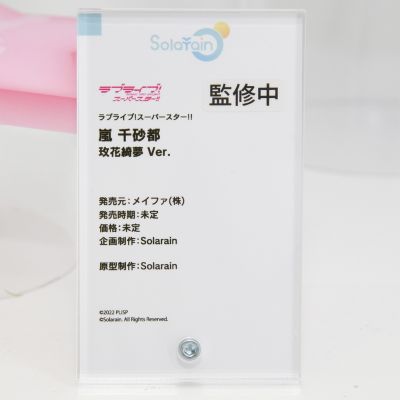 Solarain
ラブライブ!
スーパースター!!
監修中
ラブライブ!スーパースター!!
嵐 千砂都
玫花綺夢 Ver.
発売元:メイファ(株)
発売時期:未定
価格:未定
企画制作:Solarain
原型制作:Solarain
©2022 PL!SP
©Solarain. All Rights Reserved.